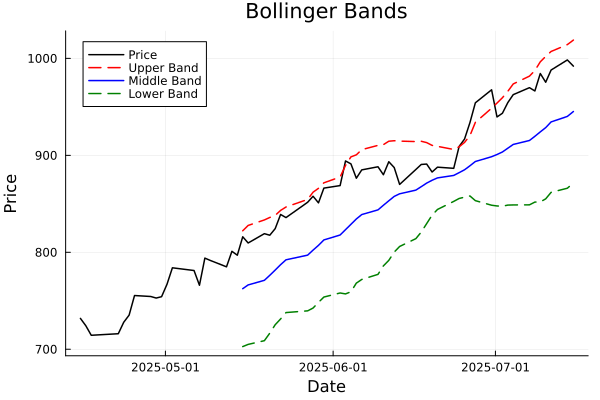 Bollinger Bands
Price
Upper Band
Middle Band
Lower Band
1000
900
800
700
Price
2025-05-01
2025-06-01
2025-07-01
Date